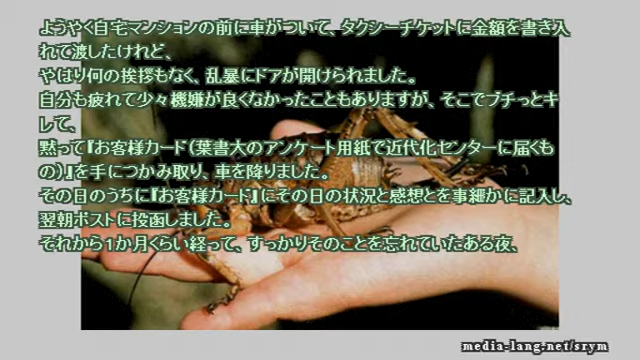 ようやく自宅マンションの前に車がついて、タクシーチケットに金額を書き入
れて渡したけれど、
やはり何の挨拶もなく、乱暴にドアが開けられました。
自分も疲れて少々機嫌が良くなかったこともありますが、そこでブチっとキ
レて、
黙って『お客様カード（葉書大のアンケート用紙で近代化センターに届くも
の）』を手につかみ取り、車を降りました。
その日のうちに『お客様カード』にその日の状況と感想とを事細かに記入し、
翌朝ポストに投函しました。
それから１か月くらい経って、すっかりそのことを忘れていたある夜、
media-lang-net/srym